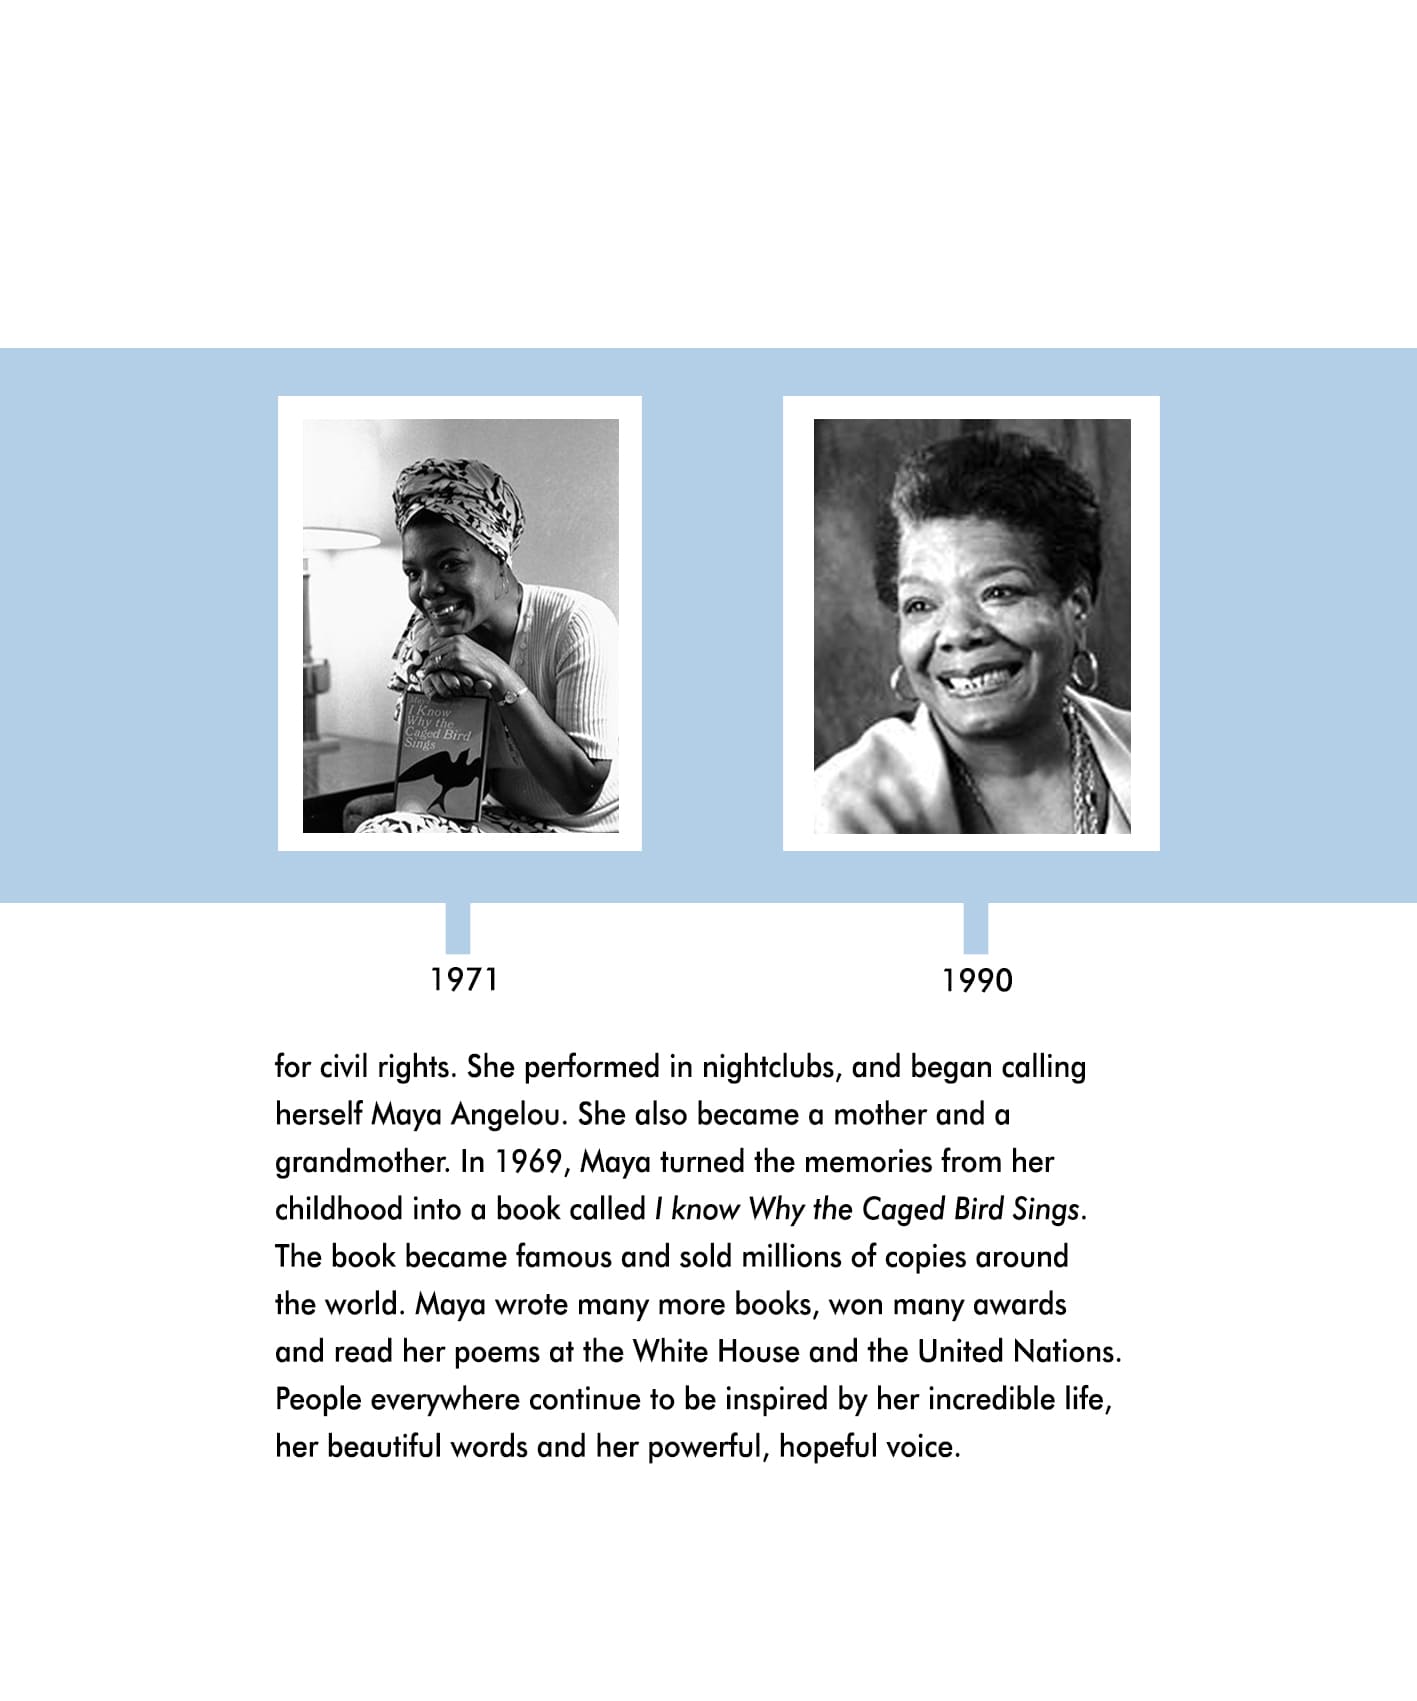 I Know
Why the
Caged Bird
Sings
1971
1990
for civil rights. She performed in nightclubs, and began calling
herself Maya Angelou. She also became a mother and a
grandmother. In 1969, Maya turned the memories from her
childhood into a book called I know Why the Caged Bird Sings.
The book became famous and sold millions of copies around
the world. Maya wrote many more books, won many awards
and read her poems at the White House and the United Nations.
People everywhere continue to be inspired by her incredible life,
her beautiful words and her powerful, hopeful voice.